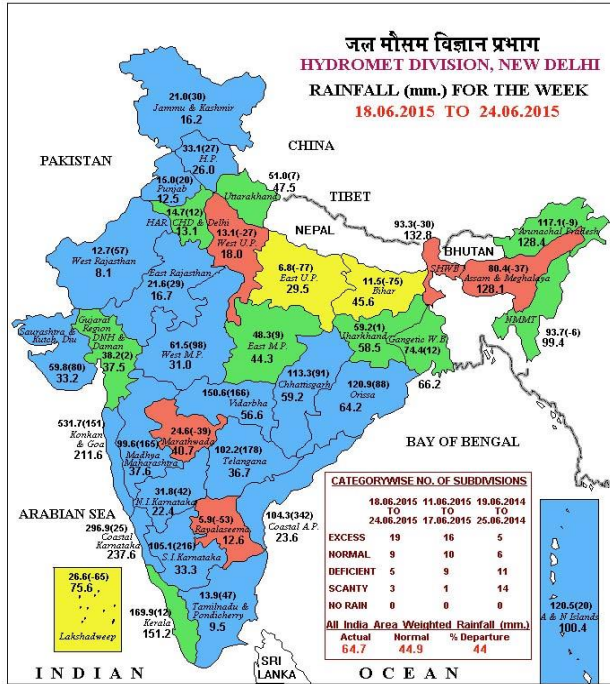 जल मौसम विज्ञान प्रभाग
HYDROMET DIVISION, NEW DELHI
RAINFALL (mm.) FOR THE WEEK
18.06.2015 TO 24.06.2015
21.0(30)
Jammu & Kashmir
16.2
CHINA
33.1(27)
H.P.
26.0
PAKISTAN
15.0(20)
Punjab
12.5
51.0(7)
47.5
Uttarakhand
TIBET
14.7(12)
HAR. CHD & Delhi
13.1
13.1(-27)
West U.P.
18.0
NEPAL
93.3(-30)
132.8
BHUTAN
117.1(-9)
Arunachal Pradesh
128.4
12.7(57)
West Rajasthan
8.1
East Rajasthan
21.6(29)
16.7
6.8(-77)
East U.P.
29.5
11.5(-75)
Bihar
45.6
SHWB
80.4(-37)
Assam & Meghalaya
128.1
NMMT
93.7(-6)
99.4
Gujarat
Region
DNH &
Daman
38.2(2)
37.5
Saurashtra &
Kutch, Diu
59.8(80)
33.2
61.5(98)
West M.P.
31.0
48.3(9)
East M.P.
44.3
59.2(1)
Jharkhand
58.5
Gangetic W.B.
74.4(12)
66.2
113.3(91)
Chhattisgarh
59.2
120.9(88)
Orissa
64.2
150.6(166)
Vidarbha
56.6
531.7(151)
Konkan
& Goa
211.6
24.6(-39)
Marathwada
40.7
99.6(165)
Madhya
Maharashtra
37.6
102.2(178)
Telangana
36.7
BAY OF BENGAL
ARABIAN SEA
31.8(42)
N.I.Karnataka
22.4
5.9(-53)
Rayalaseema
12.6
104.3(342)
Coastal A.P.
23.6
296.9(25)
Coastal
Karnataka
237.6
105.1(216)
S.I.Karnataka
33.3
26.6(-65)
75.6
Lakshadweep
169.9(12)
Kerala
151.2
13.9(47)
Tamilnadu &
Pondicherry
9.5
120.5(20)
A & N Islands
100.4
CATEGORYWISE NO. OF SUBDIVISIONS
18.06.2015 11.06.2015 19.06.2014
TO TO TO
24.06.2015 17.06.2015 25.06.2014
EXCESS 19 16 5
NORMAL 9 10 6
DEFICIENT 5 9 11
SCANTY 3 1 14
NO RAIN 0 0 0
All India Area Weighted Rainfall (mm.)
Actual Normal % Departure
64.7 44.9 44
SRI
LANKA
INDIAN OCEAN